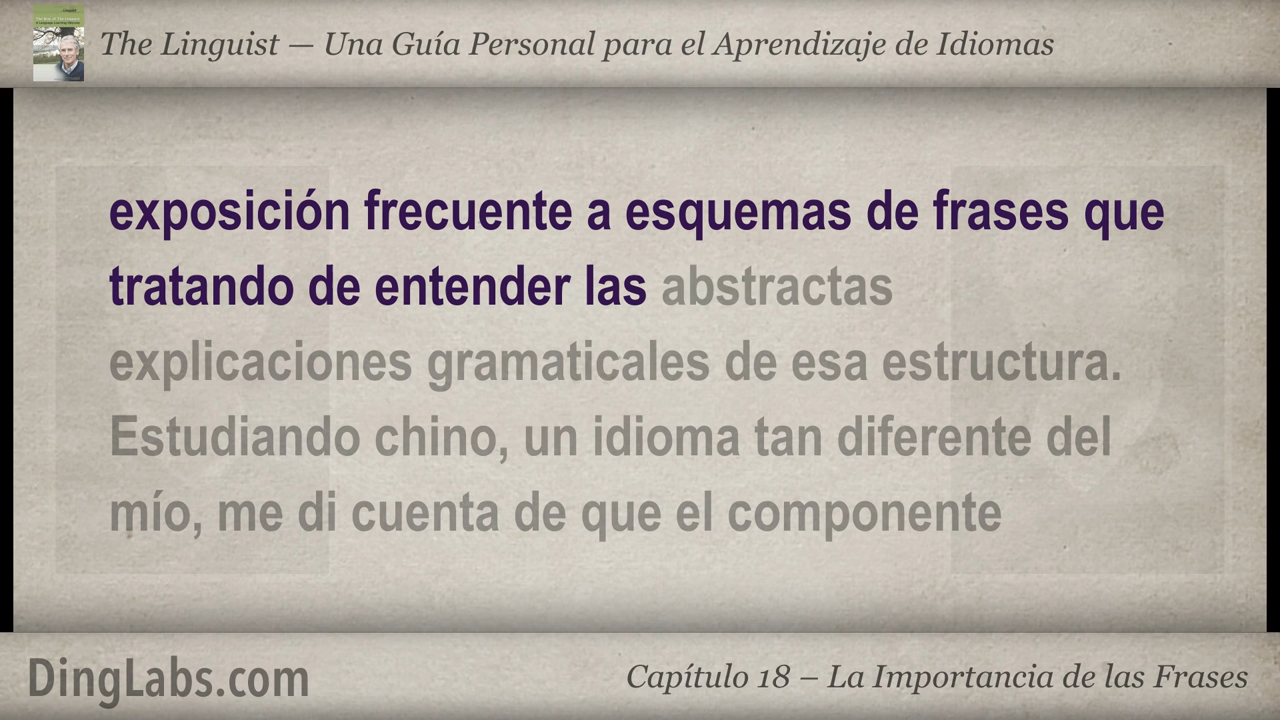 The Linguist — Una Guía Personal para el Aprendizaje de Idiomas
exposición frecuente a esquemas de frases que
tratando de entender las abstractas
explicaciones gramaticales de esa estructura.
Estudiando chino, un idioma tan diferente del
mío, me di cuenta de que el componente
DingLabs.com
Capítulo 18 – La Importancia de las Frases